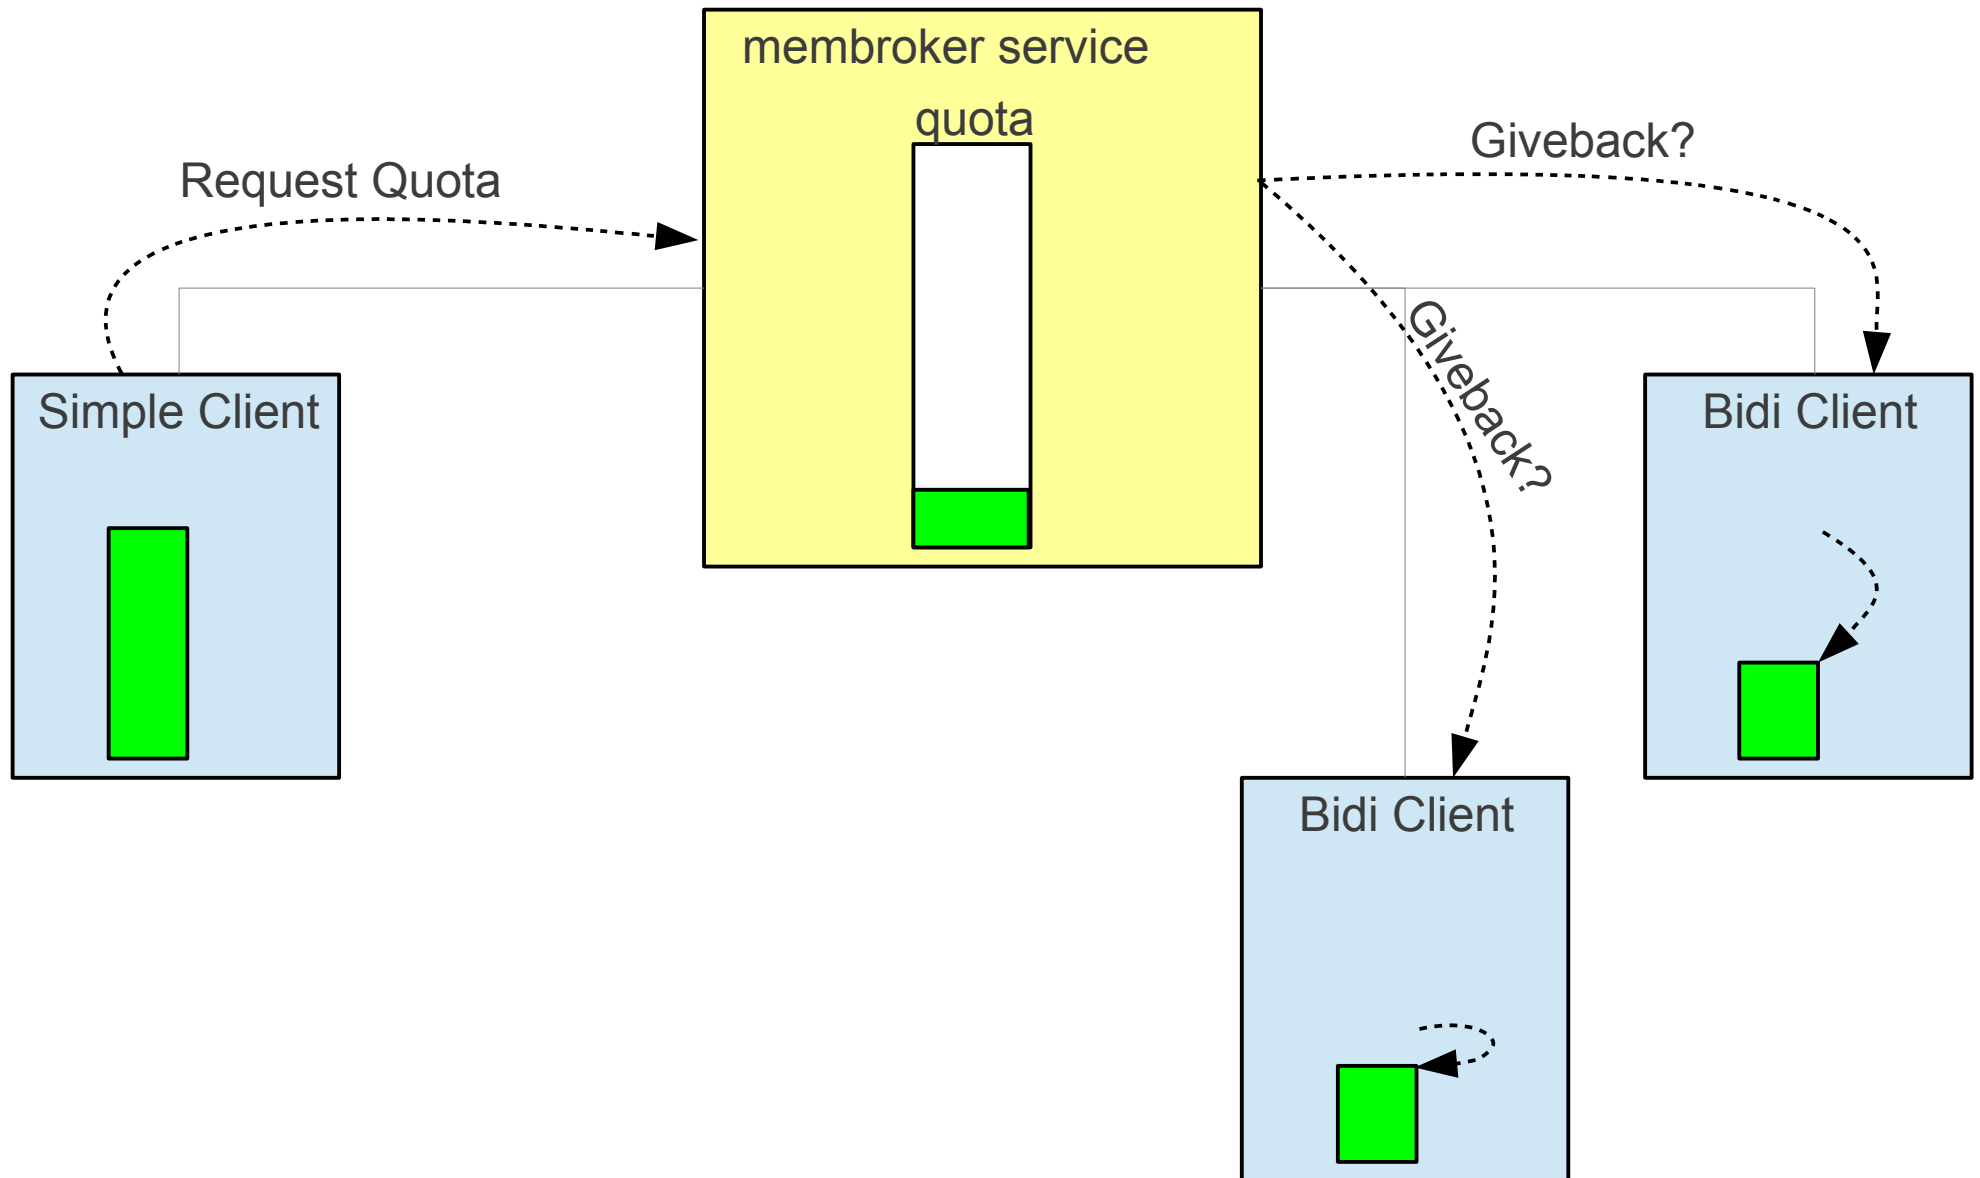 membroker service
quota
Request Quota
Giveback?
Giveback?
Simple Client
Bidi Client
Bidi Client